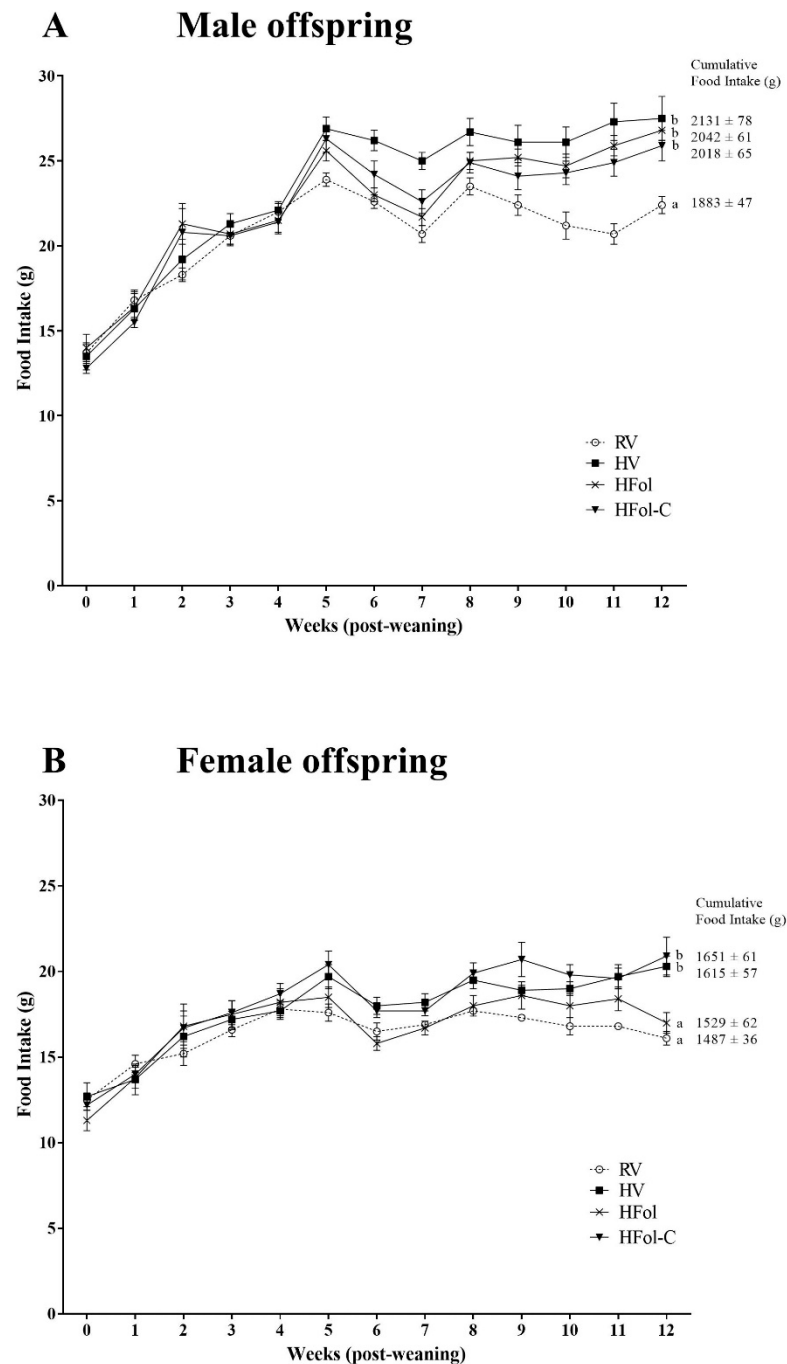 A Male offspring
Cumulative
Food Intake (g)
30
25
20
15
10
5
0
Food Intake (g)
b 2131 ± 78
b 2042 ± 61
b 2018 ± 65
a 1883 ± 47
RV
HV
HFol
HFol-C
0 1 2 3 4 5 6 7 8 9 10 11 12
Weeks (post-weaning)
B Female offspring
Cumulative
Food Intake (g)
30
25
20
15
10
5
0
Food Intake (g)
b 1651 ± 61
b 1615 ± 57
a 1529 ± 62
a 1487 ± 36
RV
HV
HFol
HFol-C
0 1 2 3 4 5 6 7 8 9 10 11 12
Weeks (post-weaning)